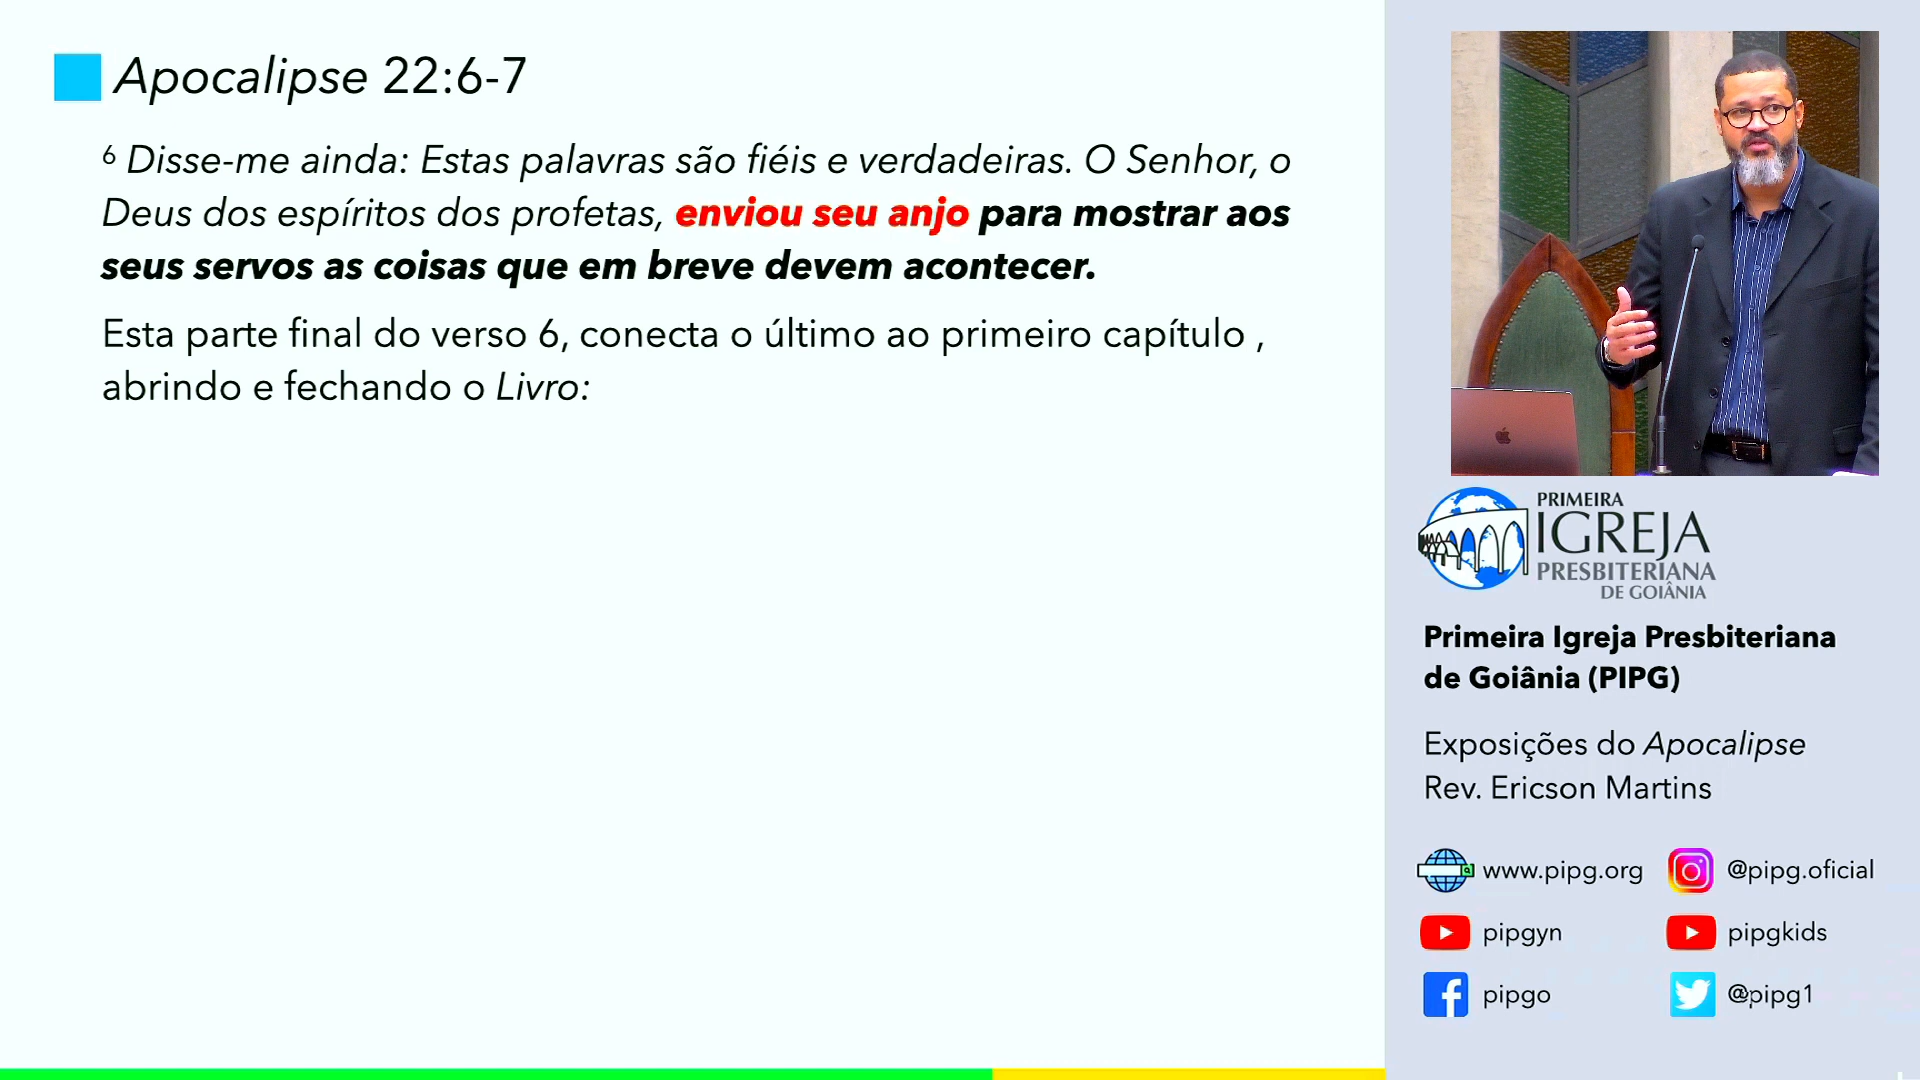 Apocalipse 22:6-7
6 Disse-me ainda: Estas palavras são fiéis e verdadeiras. O Senhor, o
Deus dos espíritos dos profetas, enviou seu anjo para mostrar aos
seus servos as coisas que em breve devem acontecer.
Esta parte final do verso 6, conecta o último ao primeiro capítulo ,
abrindo e fechando o Livro:
PRIMEIRA
IGREJA
PRESBITERIANA
DE GOIÂNIA
Primeira Igreja Presbiteriana
de Goiânia (PIPG)
Exposições do Apocalipse
Rev. Ericson Martins
www.pipg.org
@pipg.oficial
pipgyn
pipgkids
pipgo
@pipg1